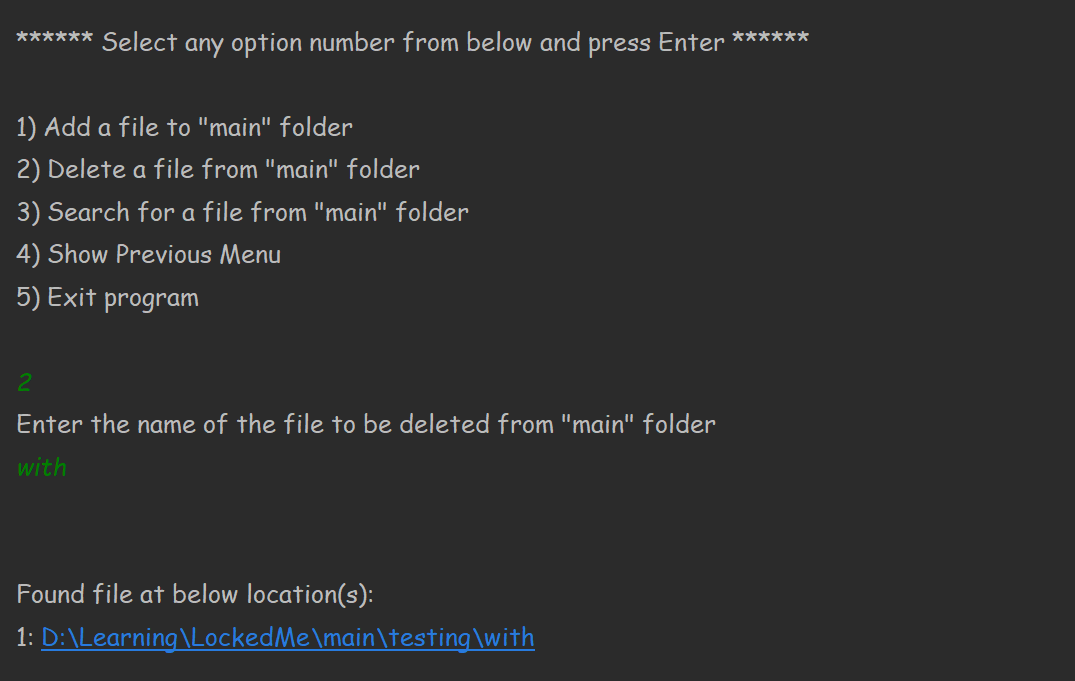 ****** Select any option number from below and press Enter ******
1) Add a file to "main" folder
2) Delete a file from "main" folder
3) Search for a file from "main" folder
4) Show Previous Menu
5) Exit program
2
Enter the name of the file to be deleted from "main" folder
with
Found file at below location(s):
1: D:\Learning\LockedMe\main\testing\with